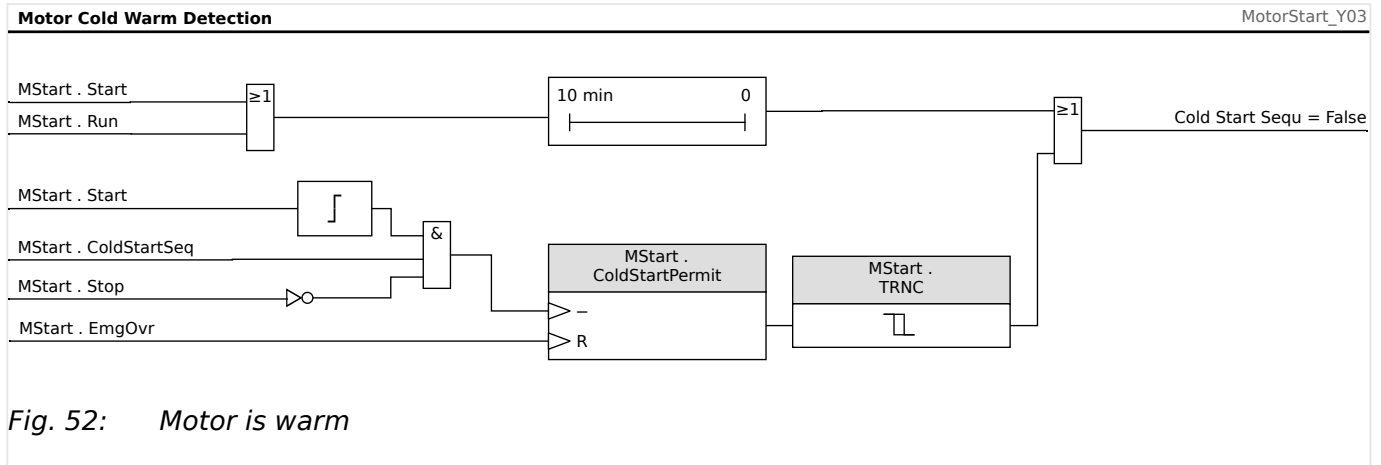 Motor Cold Warm Detection
MotorStart_Y03
MStart . Start
MStart . Run
≥1
10 min 0
≥1
Cold Start Sequ = False
MStart . Start
MStart . ColdStartSeq
MStart . Stop
MStart . EmgOvr
&
MStart .
ColdStartPermit
–
R
MStart .
TRNC
Fig. 52: Motor is warm